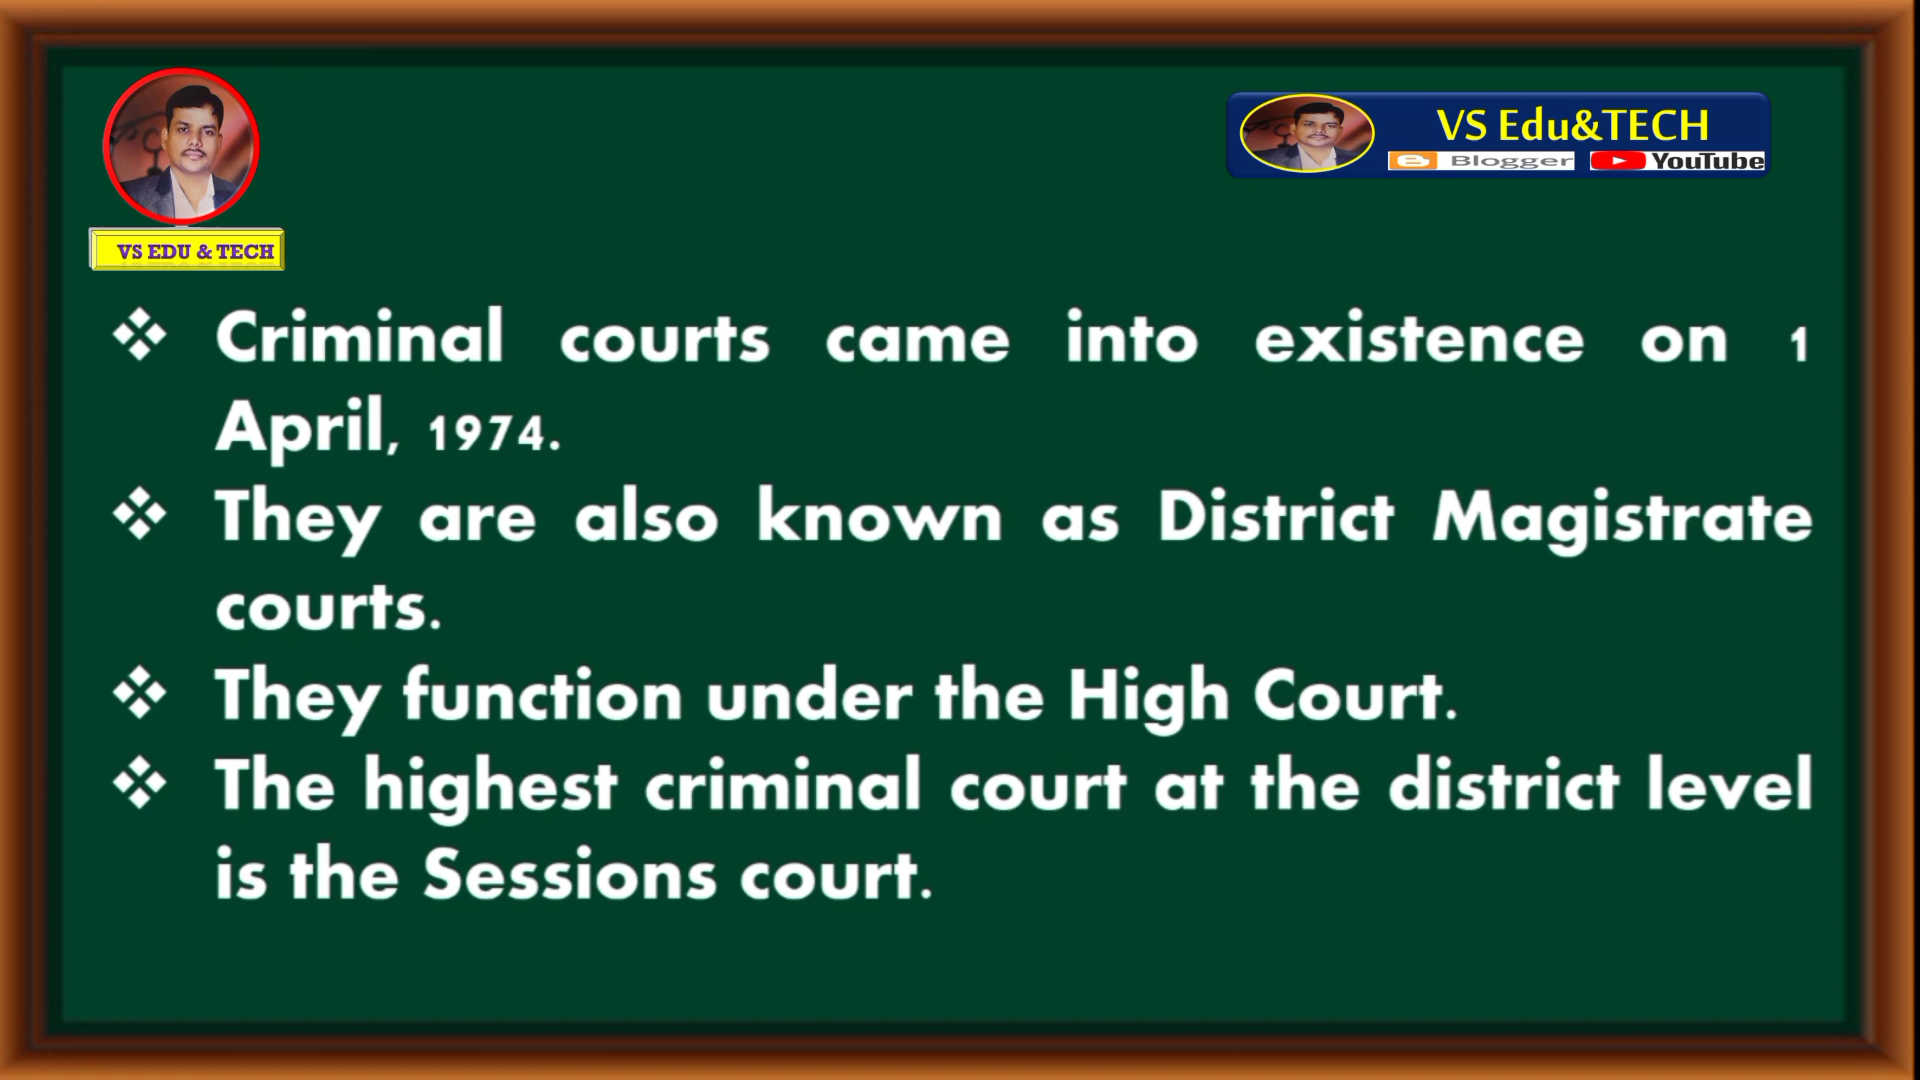 VS Edu&TECH
Blogger YouTube
VS EDU & TECH
❖ Criminal courts came into existence on 1
April, 1974.
❖ They are also known as District Magistrate
courts.
❖ They function under the High Court.
❖ The highest criminal court at the district level
is the Sessions court.